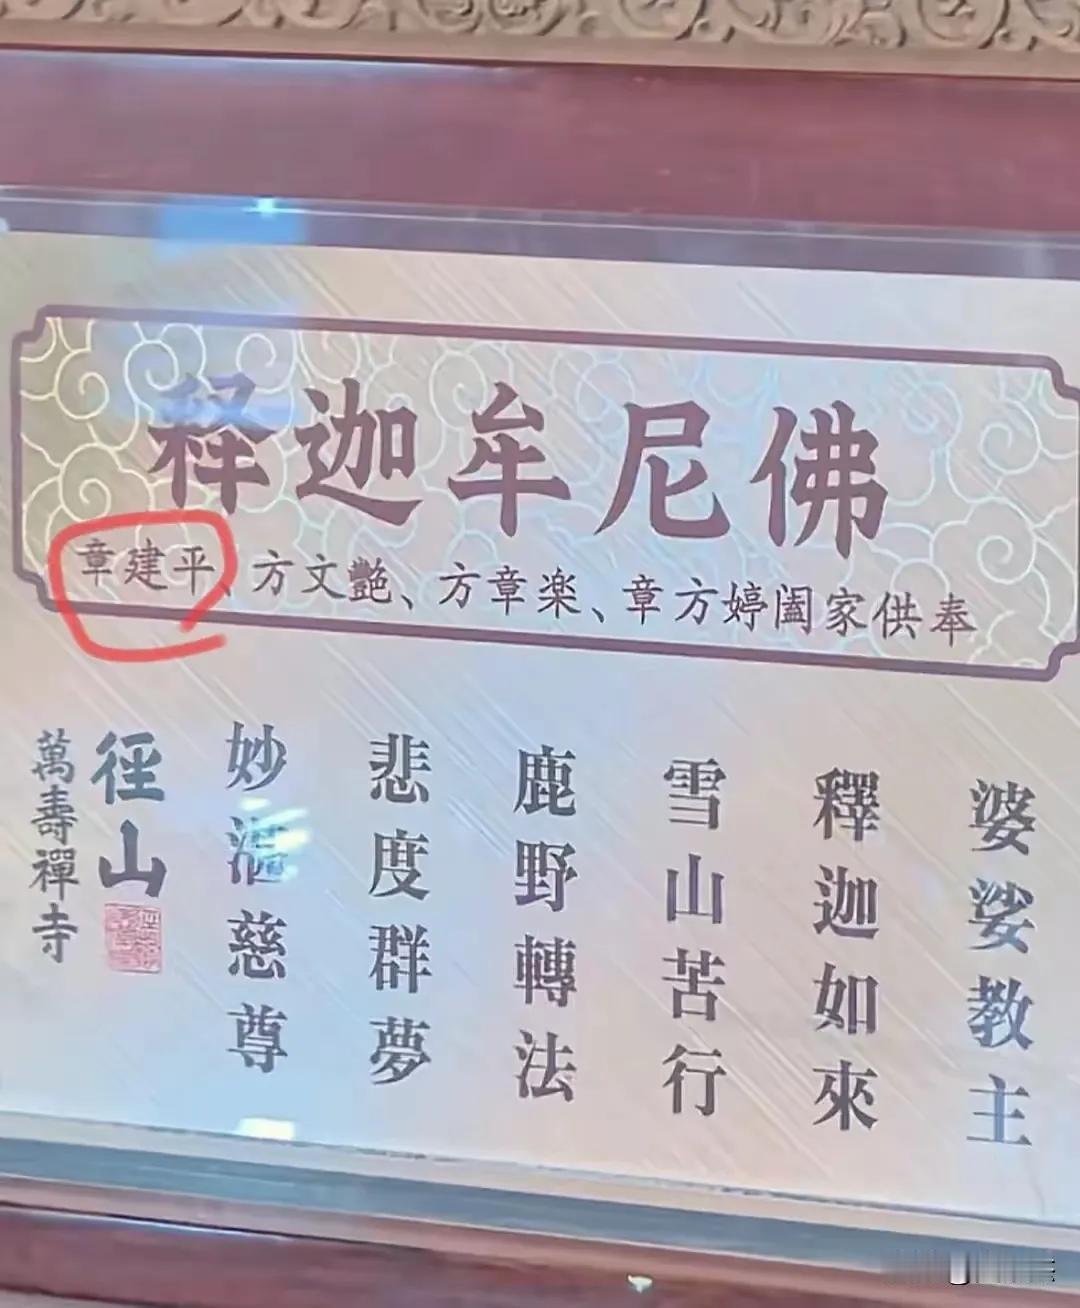 释迦牟尼佛
章建平、方文艷、方章楽、章方婷闔家供奉
婆娑教主
釋迦如來
雪山苦行
鹿野轉法
悲度群夢
妙慈尊
徑山
萬壽禪寺